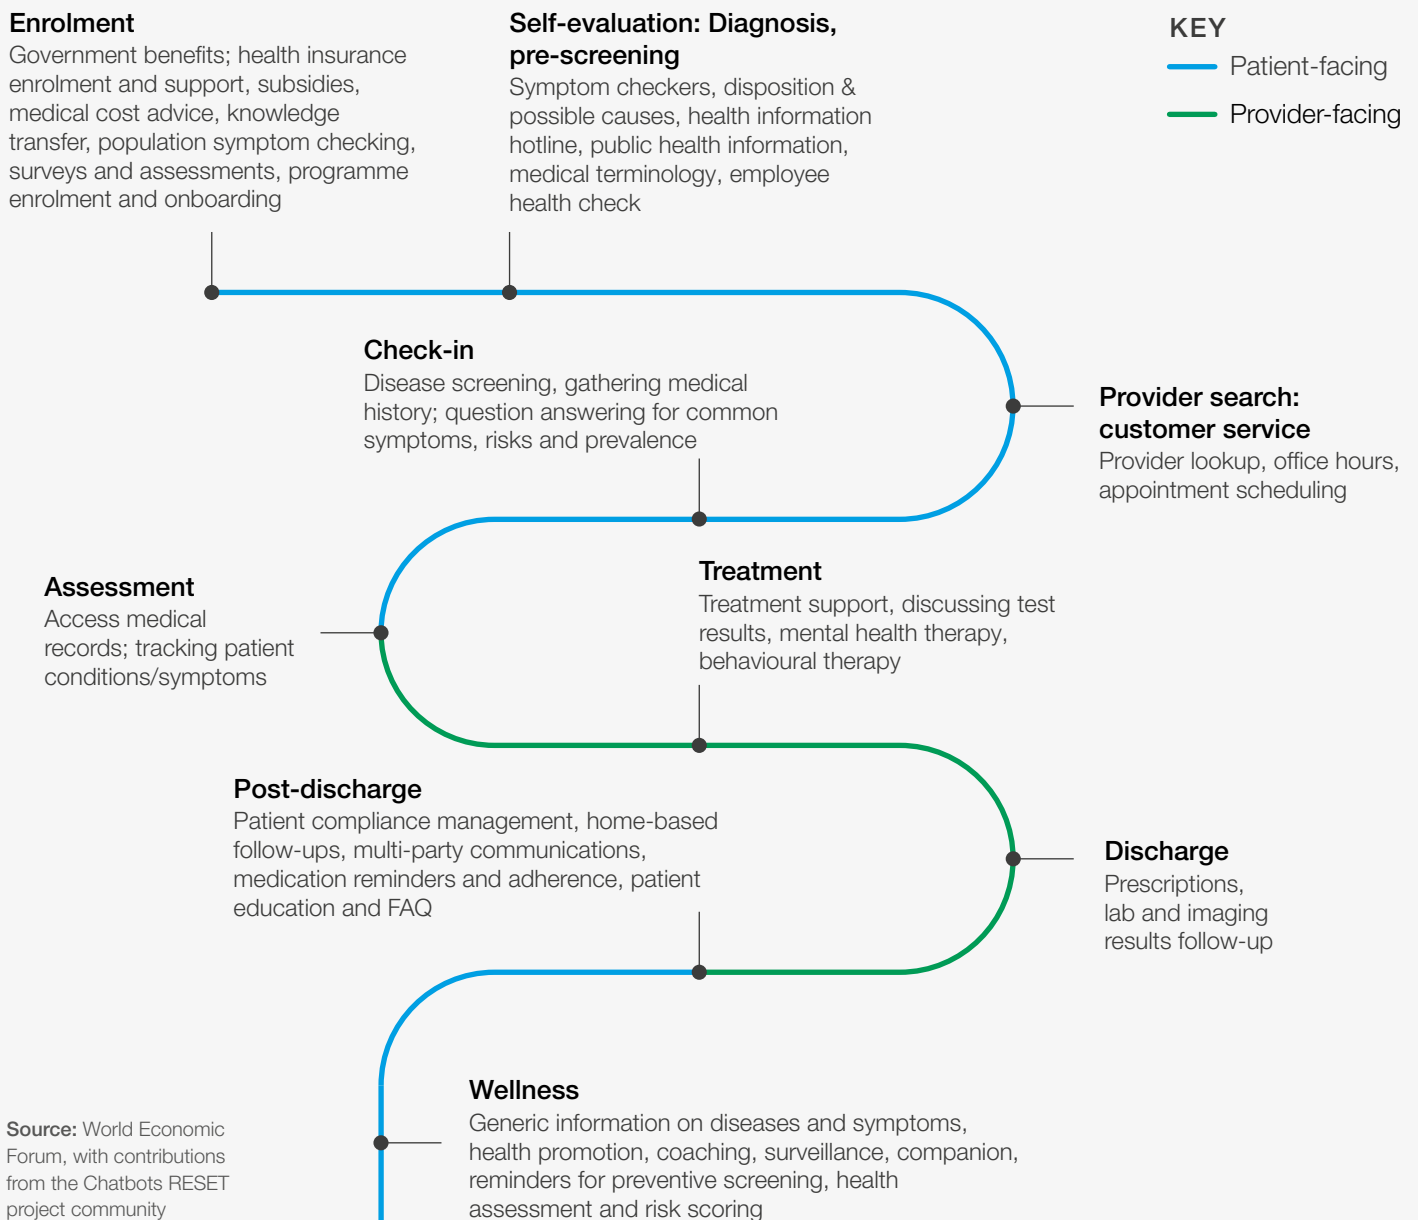 Enrolment
Government benefits; health insurance
enrolment and support, subsidies,
medical cost advice, knowledge
transfer, population symptom checking,
surveys and assessments, programme
enrolment and onboarding
Self-evaluation: Diagnosis,
pre-screening
Symptom checkers, disposition &
possible causes, health information
hotline, public health information,
medical terminology, employee
health check
KEY
Patient-facing
Provider-facing
Check-in
Disease screening, gathering medical
history; question answering for common
symptoms, risks and prevalence
Provider search:
customer service
Provider lookup, office hours,
appointment scheduling
Assessment
Access medical
records; tracking patient
conditions/symptoms
Treatment
Treatment support, discussing test
results, mental health therapy,
behavioural therapy
Post-discharge
Patient compliance management, home-based
follow-ups, multi-party communications,
medication reminders and adherence, patient
education and FAQ
Discharge
Prescriptions,
lab and imaging
results follow-up
Wellness
Generic information on diseases and symptoms,
health promotion, coaching, surveillance, companion,
reminders for preventive screening, health
assessment and risk scoring
Source: World Economic
Forum, with contributions
from the Chatbots RESET
project community